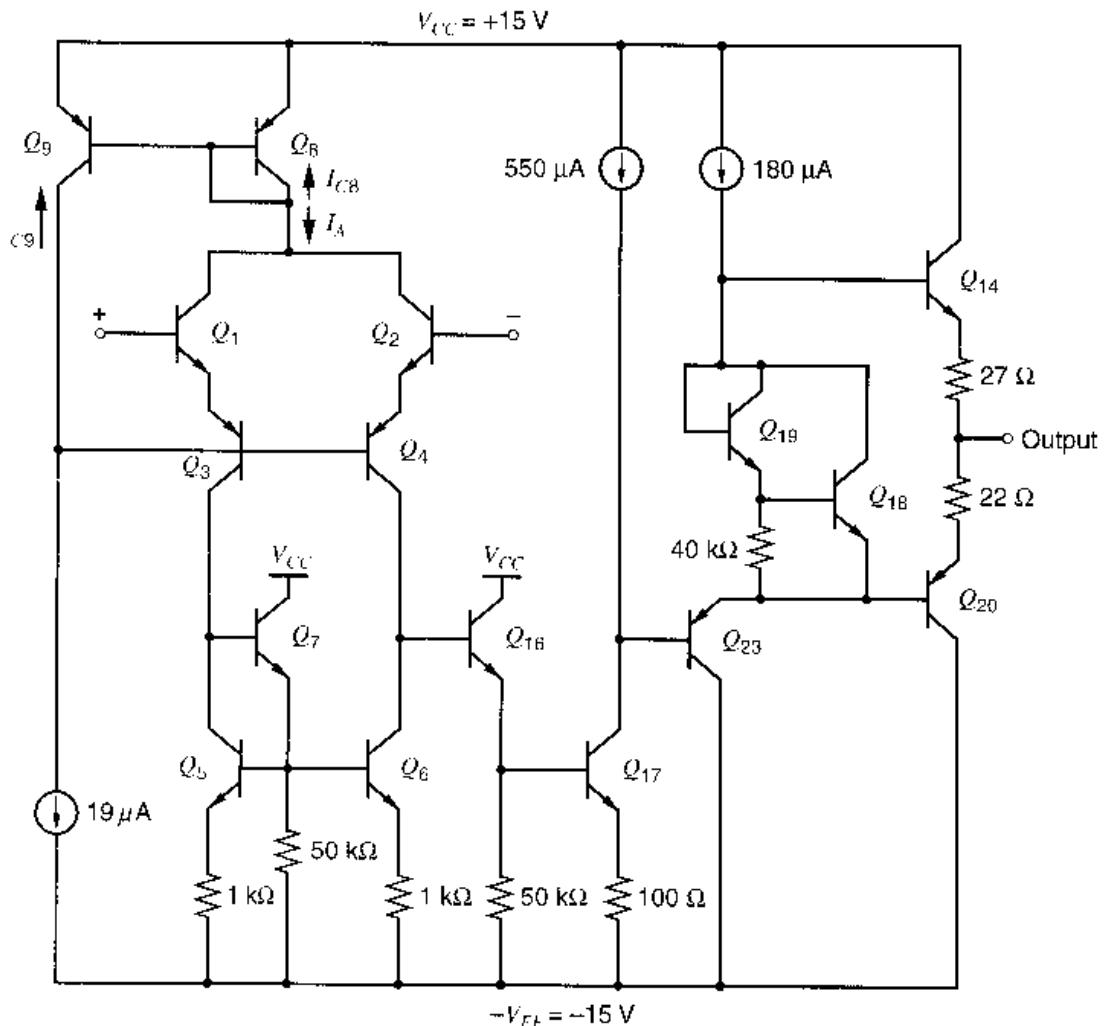 V_CC = +15 V
Q_9
Q_8
I_C8
I_A
C9
550 µA
180 µA
Q_14
+
Q_1
Q_2
−
27 Ω
Q_19
Output
Q_3
Q_4
Q_18
22 Ω
40 kΩ
V_CC
V_CC
Q_7
Q_16
Q_23
Q_20
Q_5
Q_6
Q_17
19 µA
50 kΩ
1 kΩ
1 kΩ
50 kΩ
100 Ω
−V_EE = −15 V